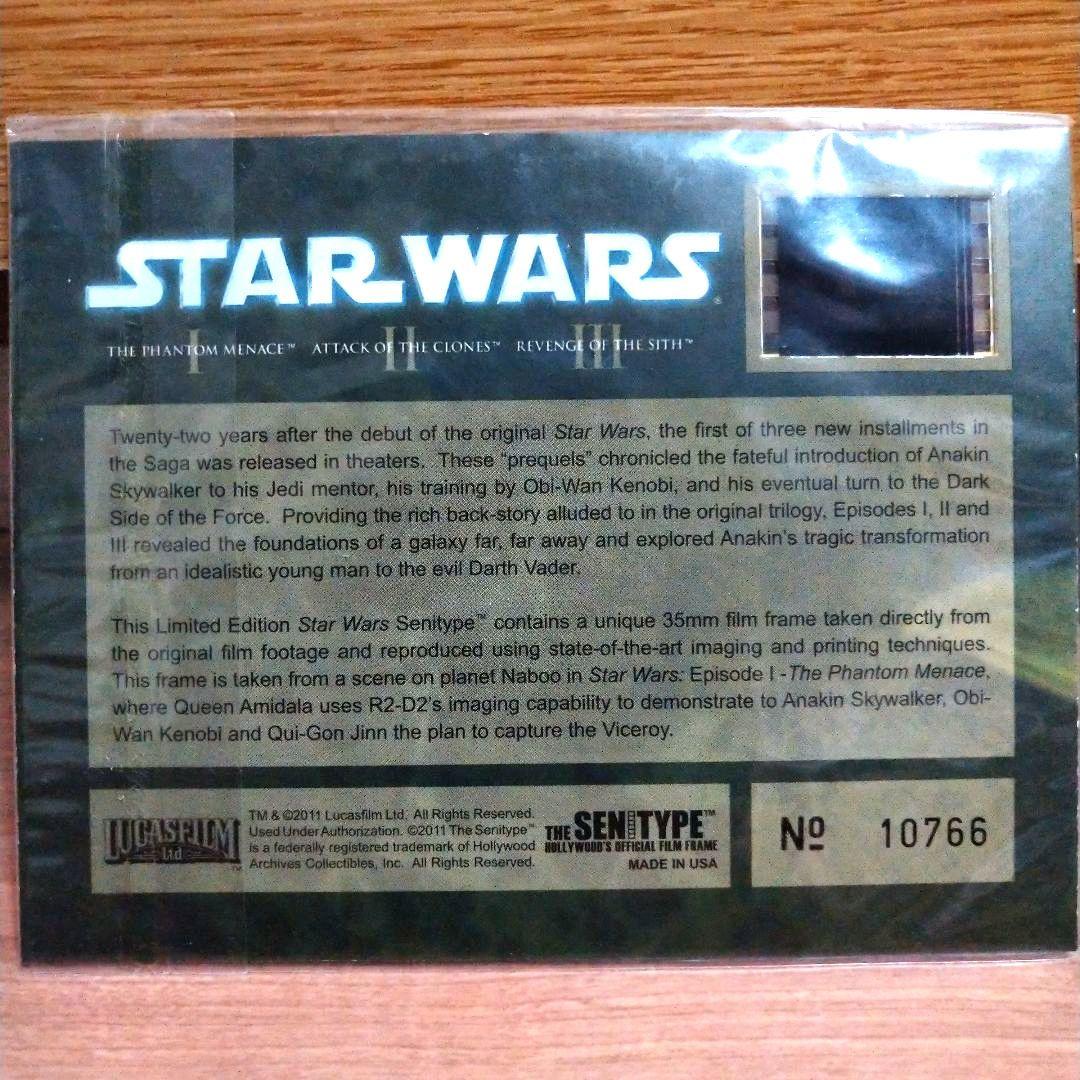 STAR WARS
I II III
THE PHANTOM MENACE™ ATTACK OF THE CLONES™ REVENGE OF THE SITH™
Twenty-two years after the debut of the original Star Wars, the first of three new installments in
the Saga was released in theaters. These "prequels" chronicled the fateful introduction of Anakin
Skywalker to his Jedi mentor, his training by Obi-Wan Kenobi, and his eventual turn to the Dark
Side of the Force. Providing the rich back-story alluded to in the original trilogy, Episodes I, II and
III revealed the foundations of a galaxy far, far away and explored Anakin's tragic transformation
from an idealistic young man to the evil Darth Vader.
This Limited Edition Star Wars Senitype™ contains a unique 35mm film frame taken directly from
the original film footage and reproduced using state-of-the-art imaging and printing techniques.
This frame is taken from a scene on planet Naboo in Star Wars: Episode I - The Phantom Menace,
where Queen Amidala uses R2-D2's imaging capability to demonstrate to Anakin Skywalker, Obi-
Wan Kenobi and Qui-Gon Jinn the plan to capture the Viceroy.
LUCASFILM
Ltd ™
TM & ©2011 Lucasfilm Ltd. All Rights Reserved.
Used Under Authorization. ©2011 The Senitype™
is a federally registered trademark of Hollywood
Archives Collectibles, Inc. All Rights Reserved.
THE SENITYPE™
HOLLYWOOD'S OFFICIAL FILM FRAME
MADE IN USA
Nº 10766